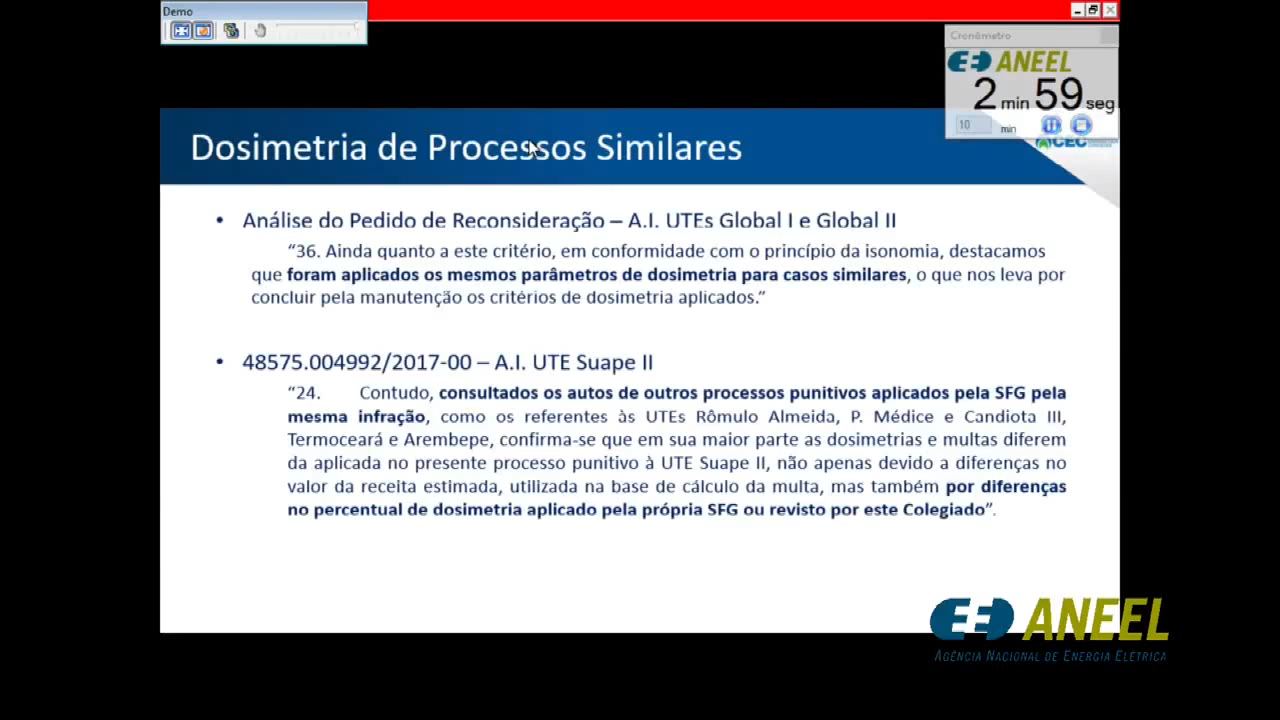 Demo
Cronômetro
ANEEL
2 min 59 seg
10 min
CEC
Dosimetria de Processos Similares
• Análise do Pedido de Reconsideração – A.I. UTEs Global I e Global II
“36. Ainda quanto a este critério, em conformidade com o princípio da isonomia, destacamos
que foram aplicados os mesmos parâmetros de dosimetria para casos similares, o que nos leva por
concluir pela manutenção os critérios de dosimetria aplicados.”
• 48575.004992/2017-00 – A.I. UTE Suape II
“24. Contudo, consultados os autos de outros processos punitivos aplicados pela SFG pela
mesma infração, como os referentes às UTEs Rômulo Almeida, P. Médice e Candiota III,
Termoceará e Arembepe, confirma-se que em sua maior parte as dosimetrias e multas diferem
da aplicada no presente processo punitivo à UTE Suape II, não apenas devido a diferenças no
valor da receita estimada, utilizada na base de cálculo da multa, mas também por diferenças
no percentual de dosimetria aplicado pela própria SFG ou revisto por este Colegiado”.
ANEEL
AGÊNCIA NACIONAL DE ENERGIA ELÉTRICA